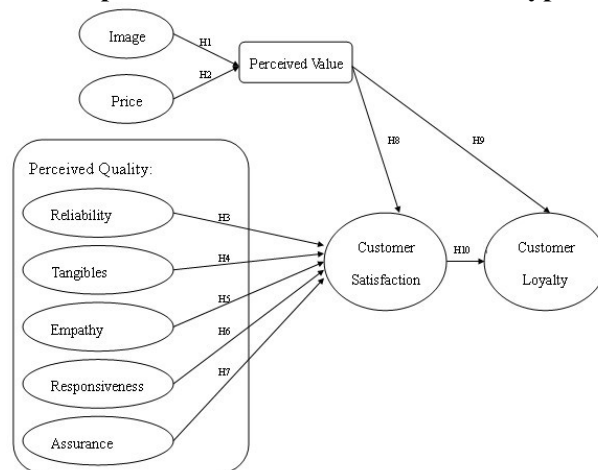 Image
H1
H2
Perceived Value
Price
H8
H9
Perceived Quality:
Reliability
H3
Tangibles
H4
Empathy
H5
Responsiveness
H6
Assurance
H7
Customer
Satisfaction
H10
Customer
Loyalty